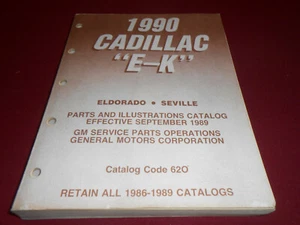 1990
CADILLAC
"E-K"
ELDORADO • SEVILLE
PARTS AND ILLUSTRATIONS CATALOG
EFFECTIVE SEPTEMBER 1989
GM SERVICE PARTS OPERATIONS
GENERAL MOTORS CORPORATION
Catalog Code 620
RETAIN ALL 1986-1989 CATALOGS